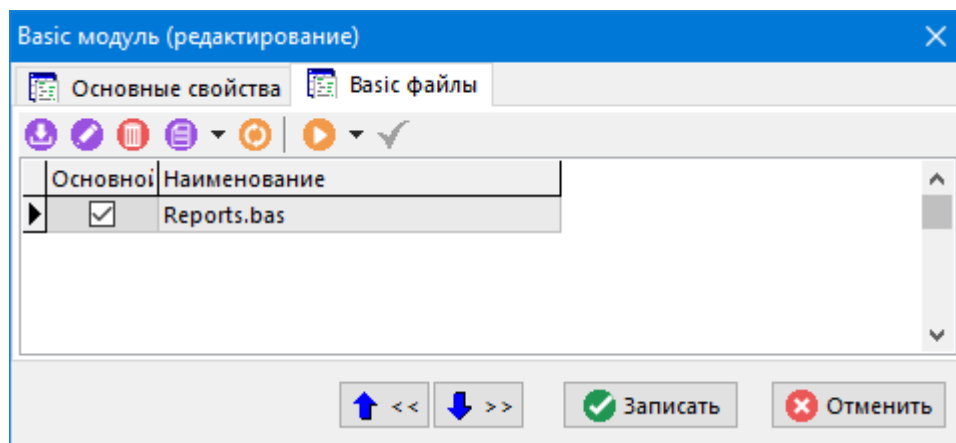 Basic модуль (редактирование)
Основные свойства Basic файлы
Основной Наименование
Reports.bas
<< >> Записать Отменить